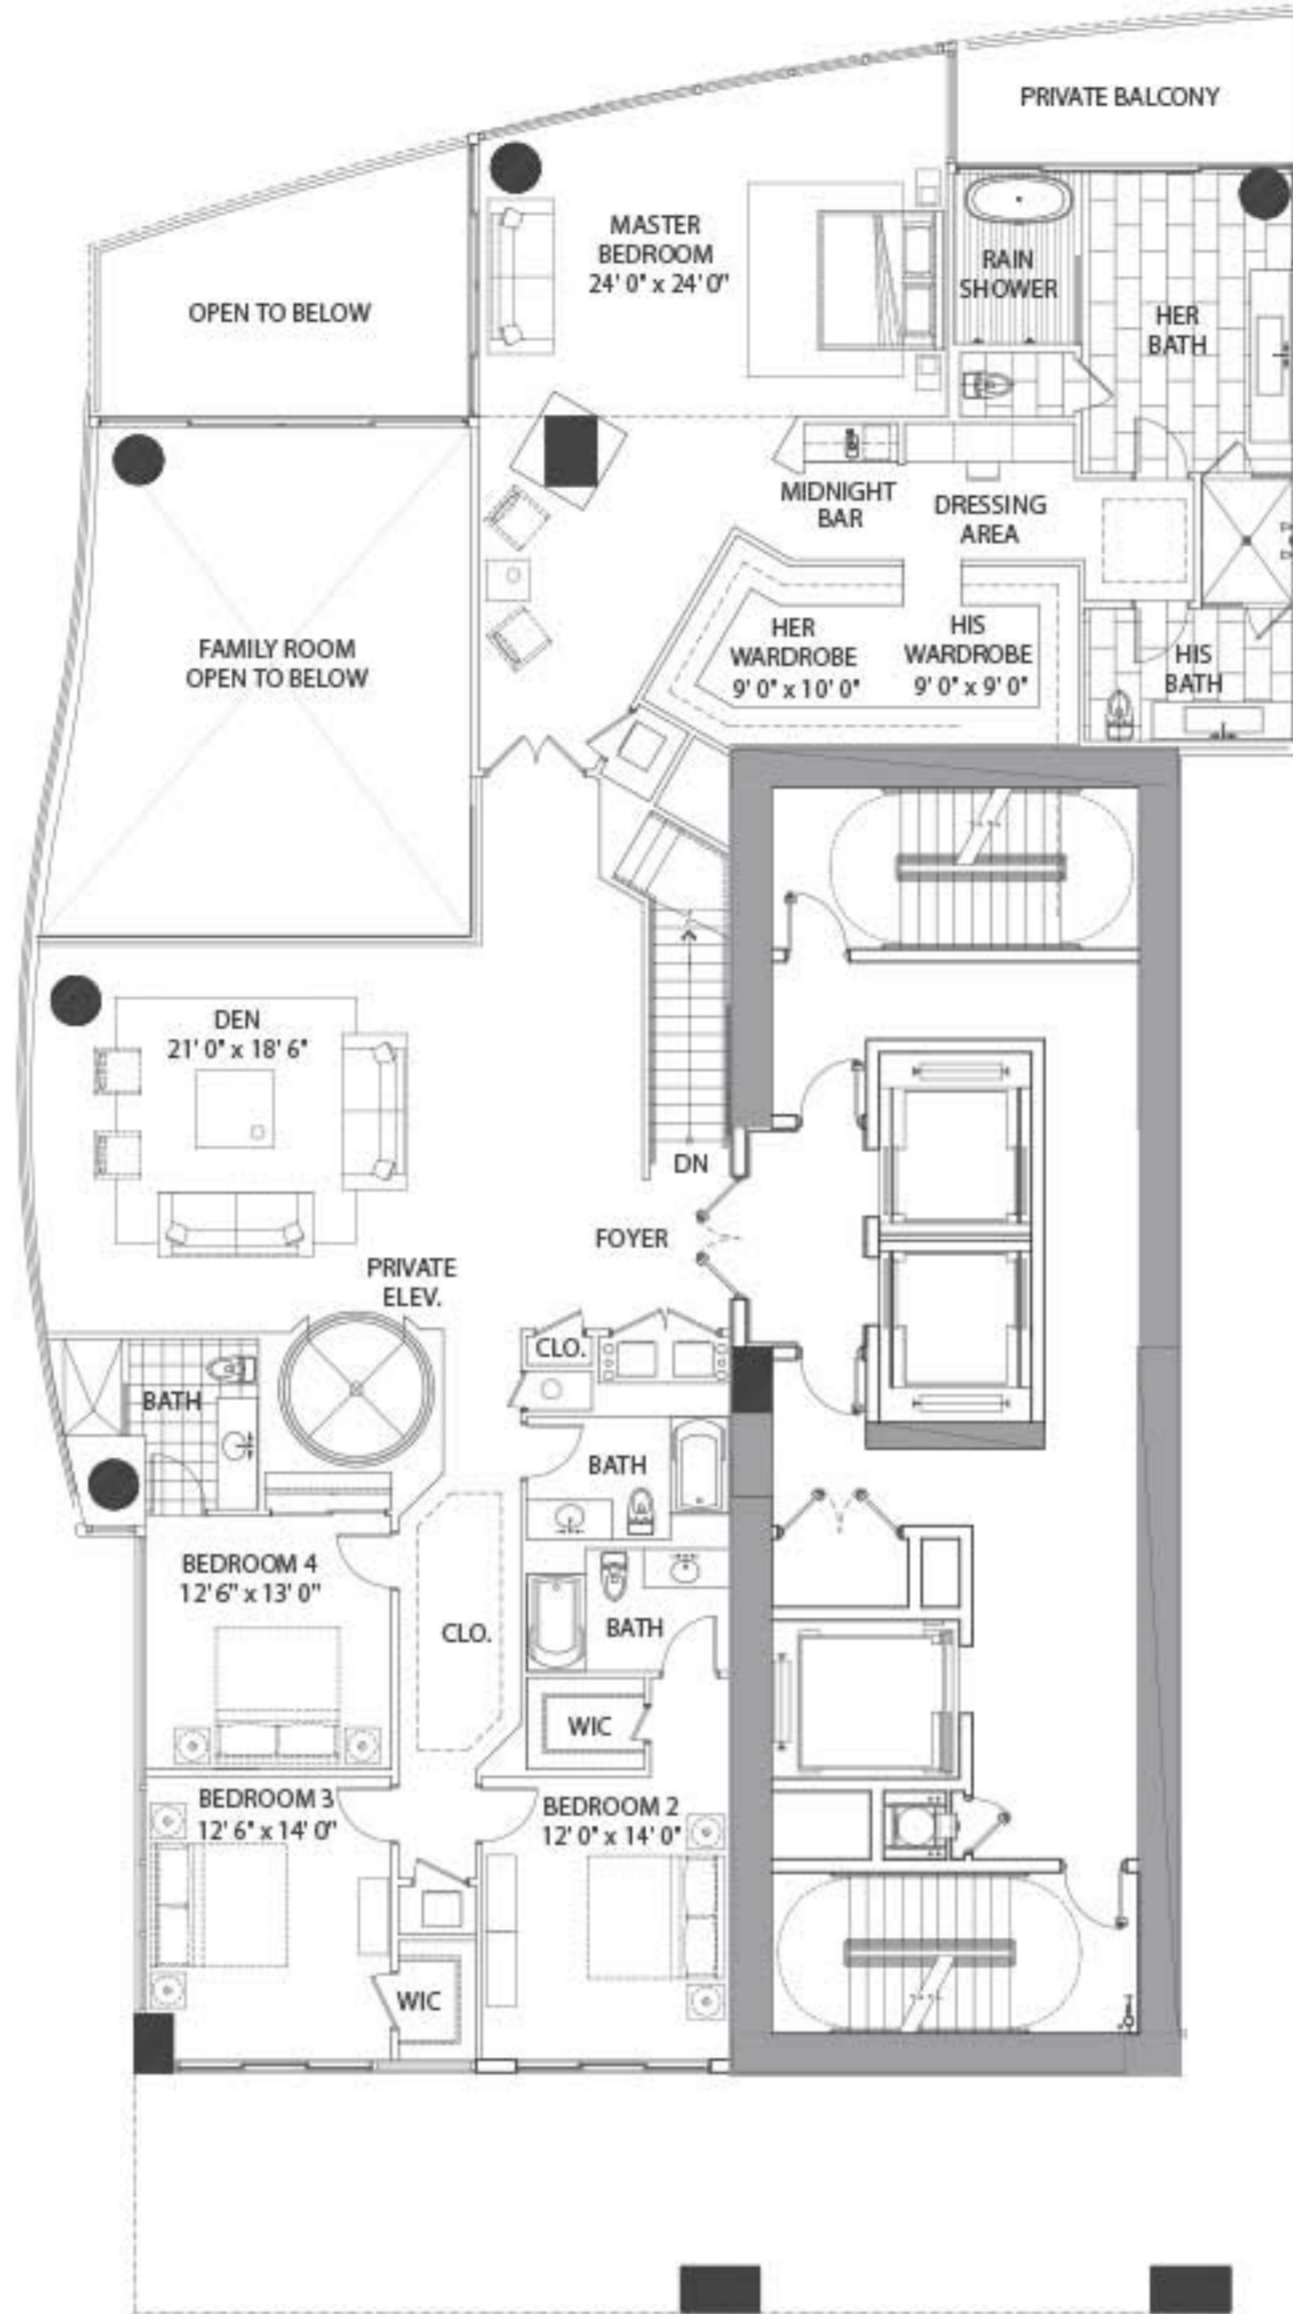 PRIVATE BALCONY
MASTER
BEDROOM
24' 0" x 24' 0"
RAIN
SHOWER
HER
BATH
OPEN TO BELOW
MIDNIGHT
BAR
DRESSING
AREA
FAMILY ROOM
OPEN TO BELOW
HER
WARDROBE
9' 0" x 10' 0"
HIS
WARDROBE
9' 0" x 9' 0"
HIS
BATH
DEN
21' 0" x 18' 6"
DN
FOYER
PRIVATE
ELEV.
CLO.
BATH
BATH
BEDROOM 4
12' 6" x 13' 0"
CLO.
BATH
WIC
BEDROOM 3
12' 6" x 14' 0"
BEDROOM 2
12' 0" x 14' 0"
WIC